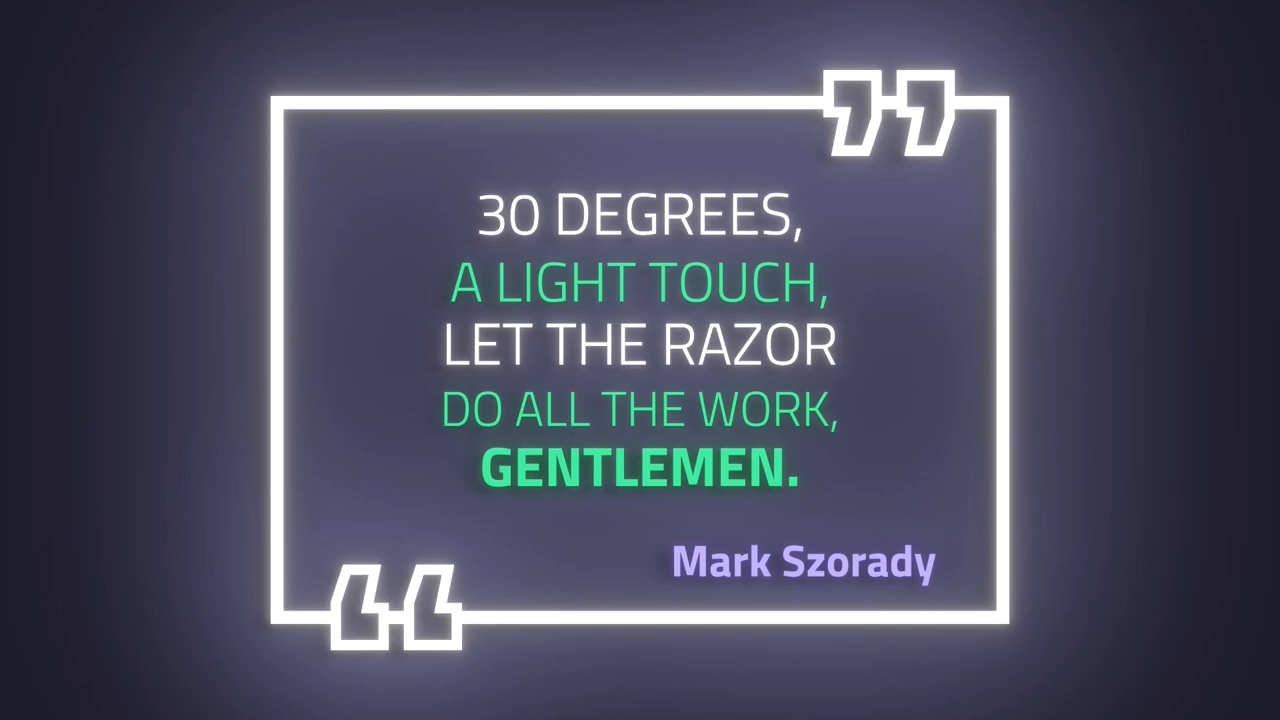 30 DEGREES,
A LIGHT TOUCH,
LET THE RAZOR
DO ALL THE WORK,
GENTLEMEN.
Mark Szorady